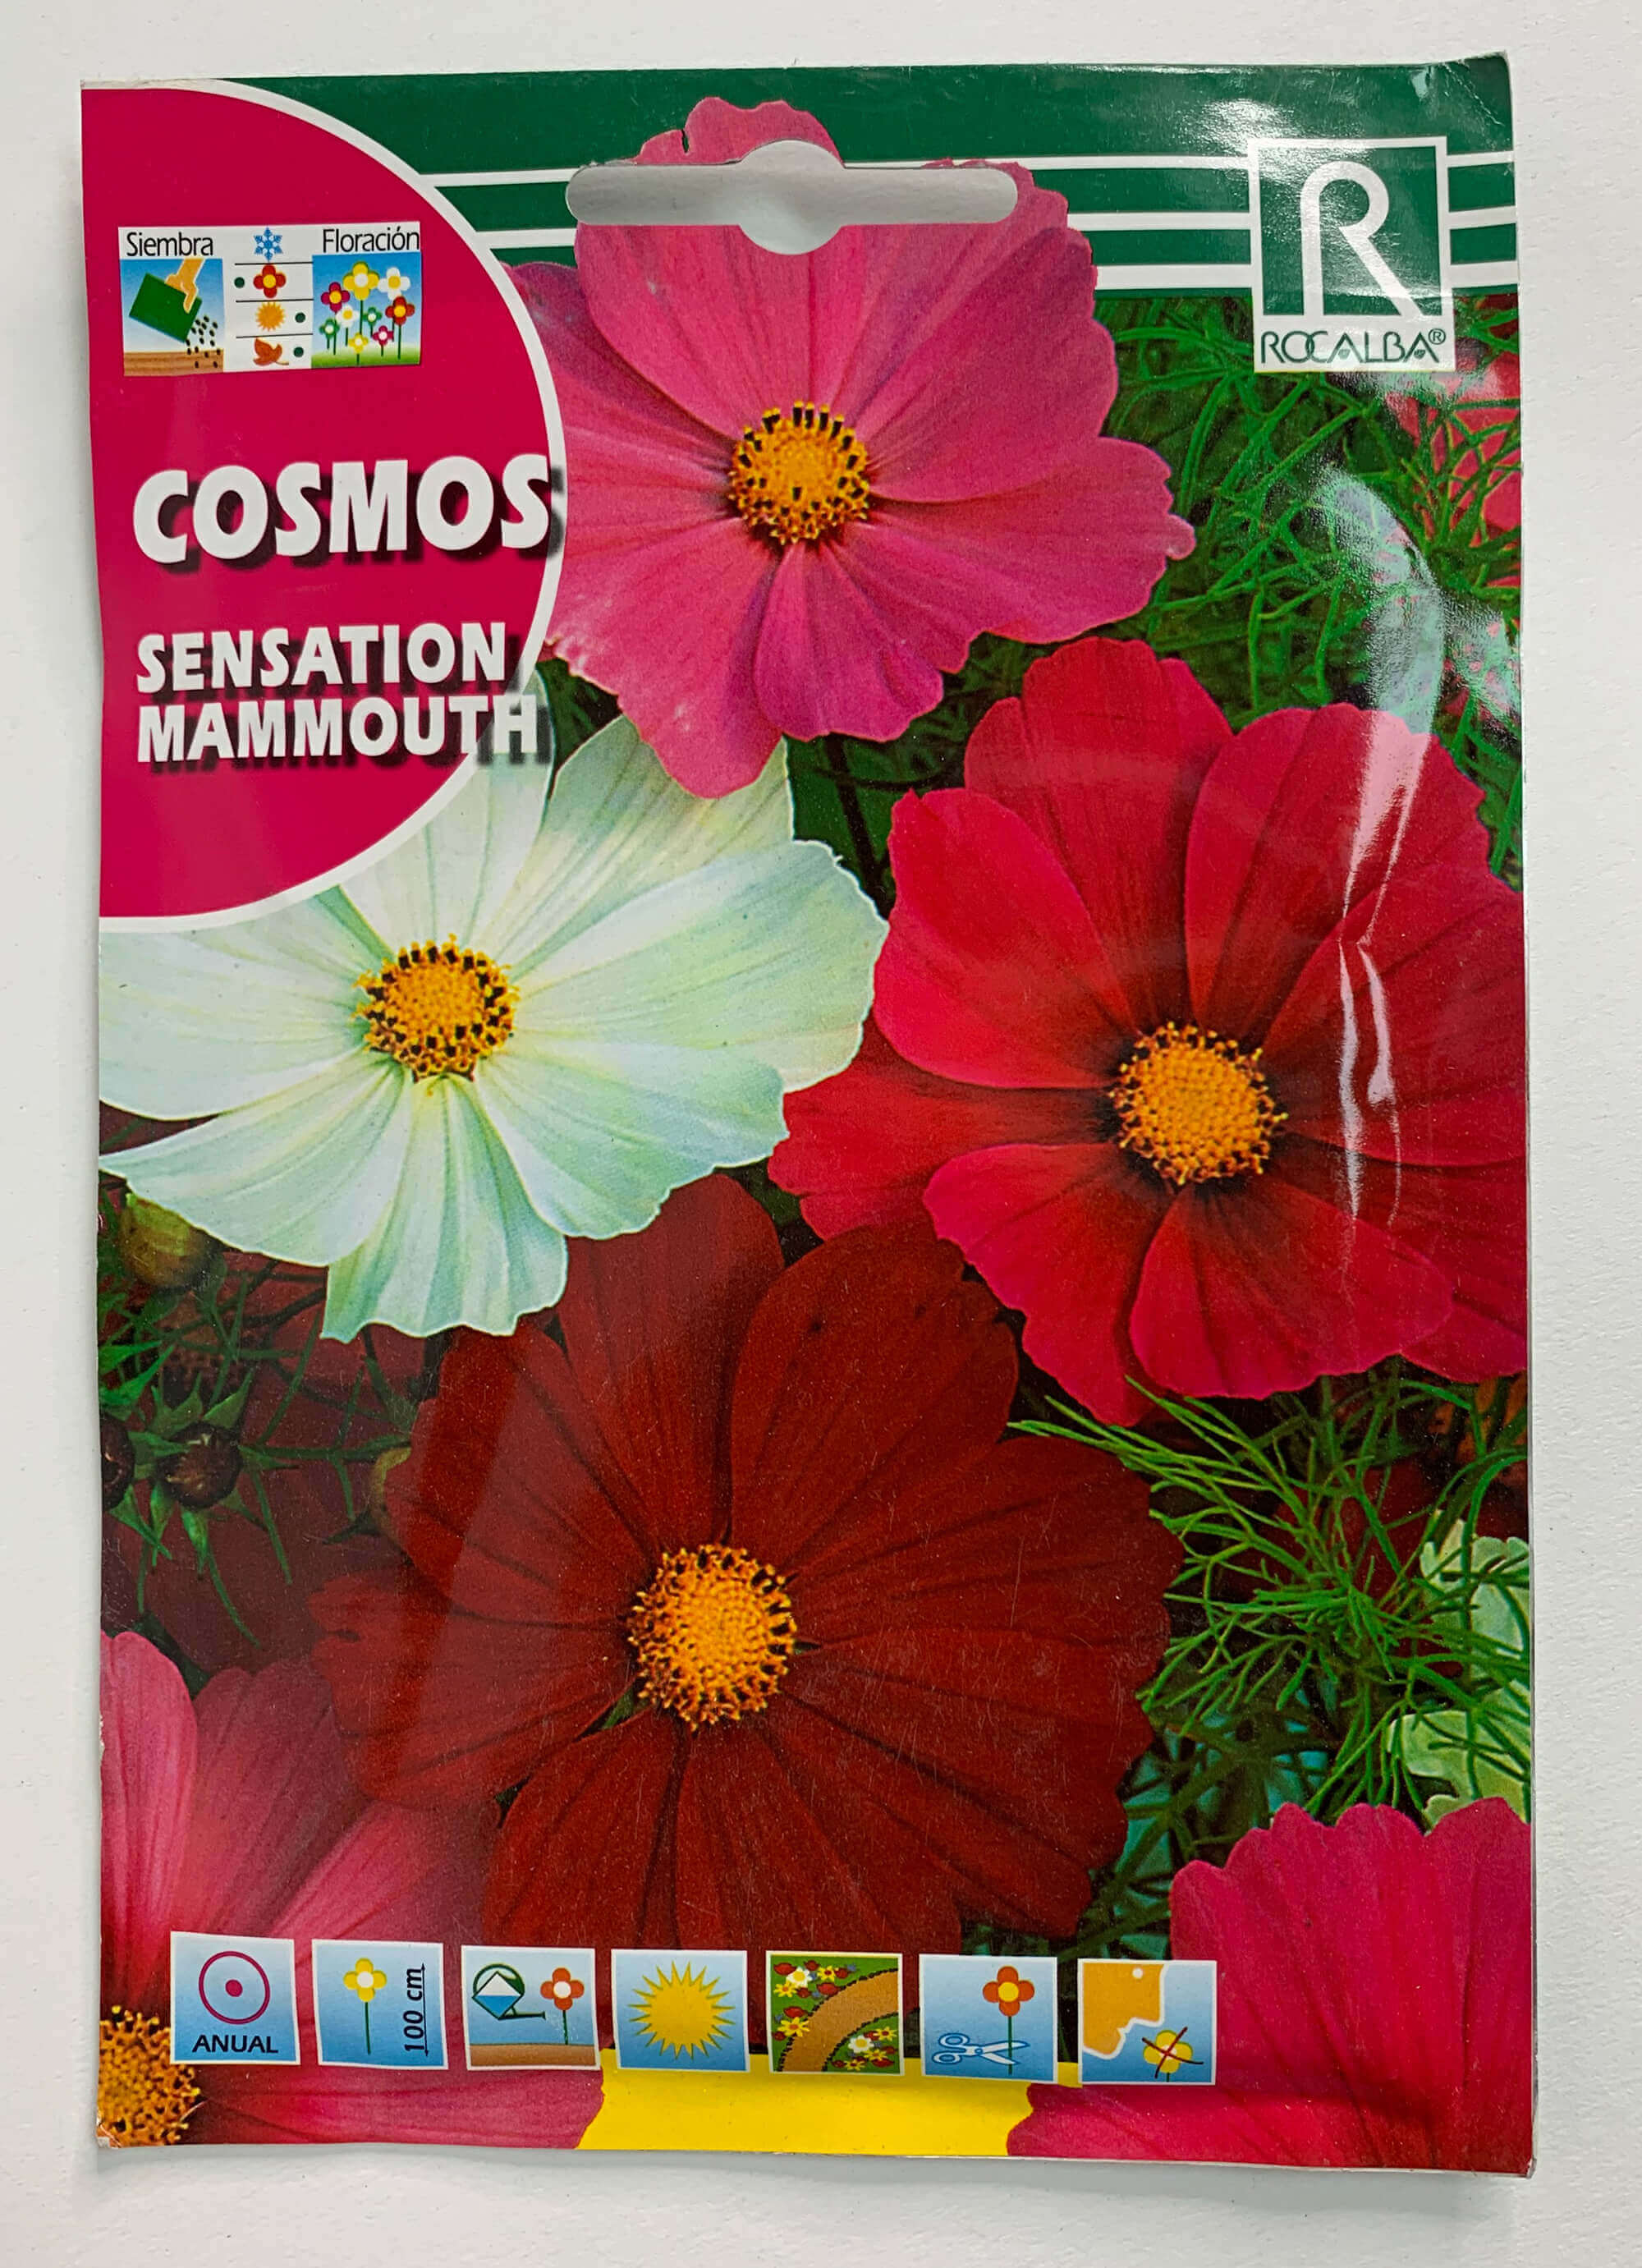 Siembra
Floración
R
ROCALBA®
COSMOS
SENSATION
MAMMOUTH
ANUAL
100 cm